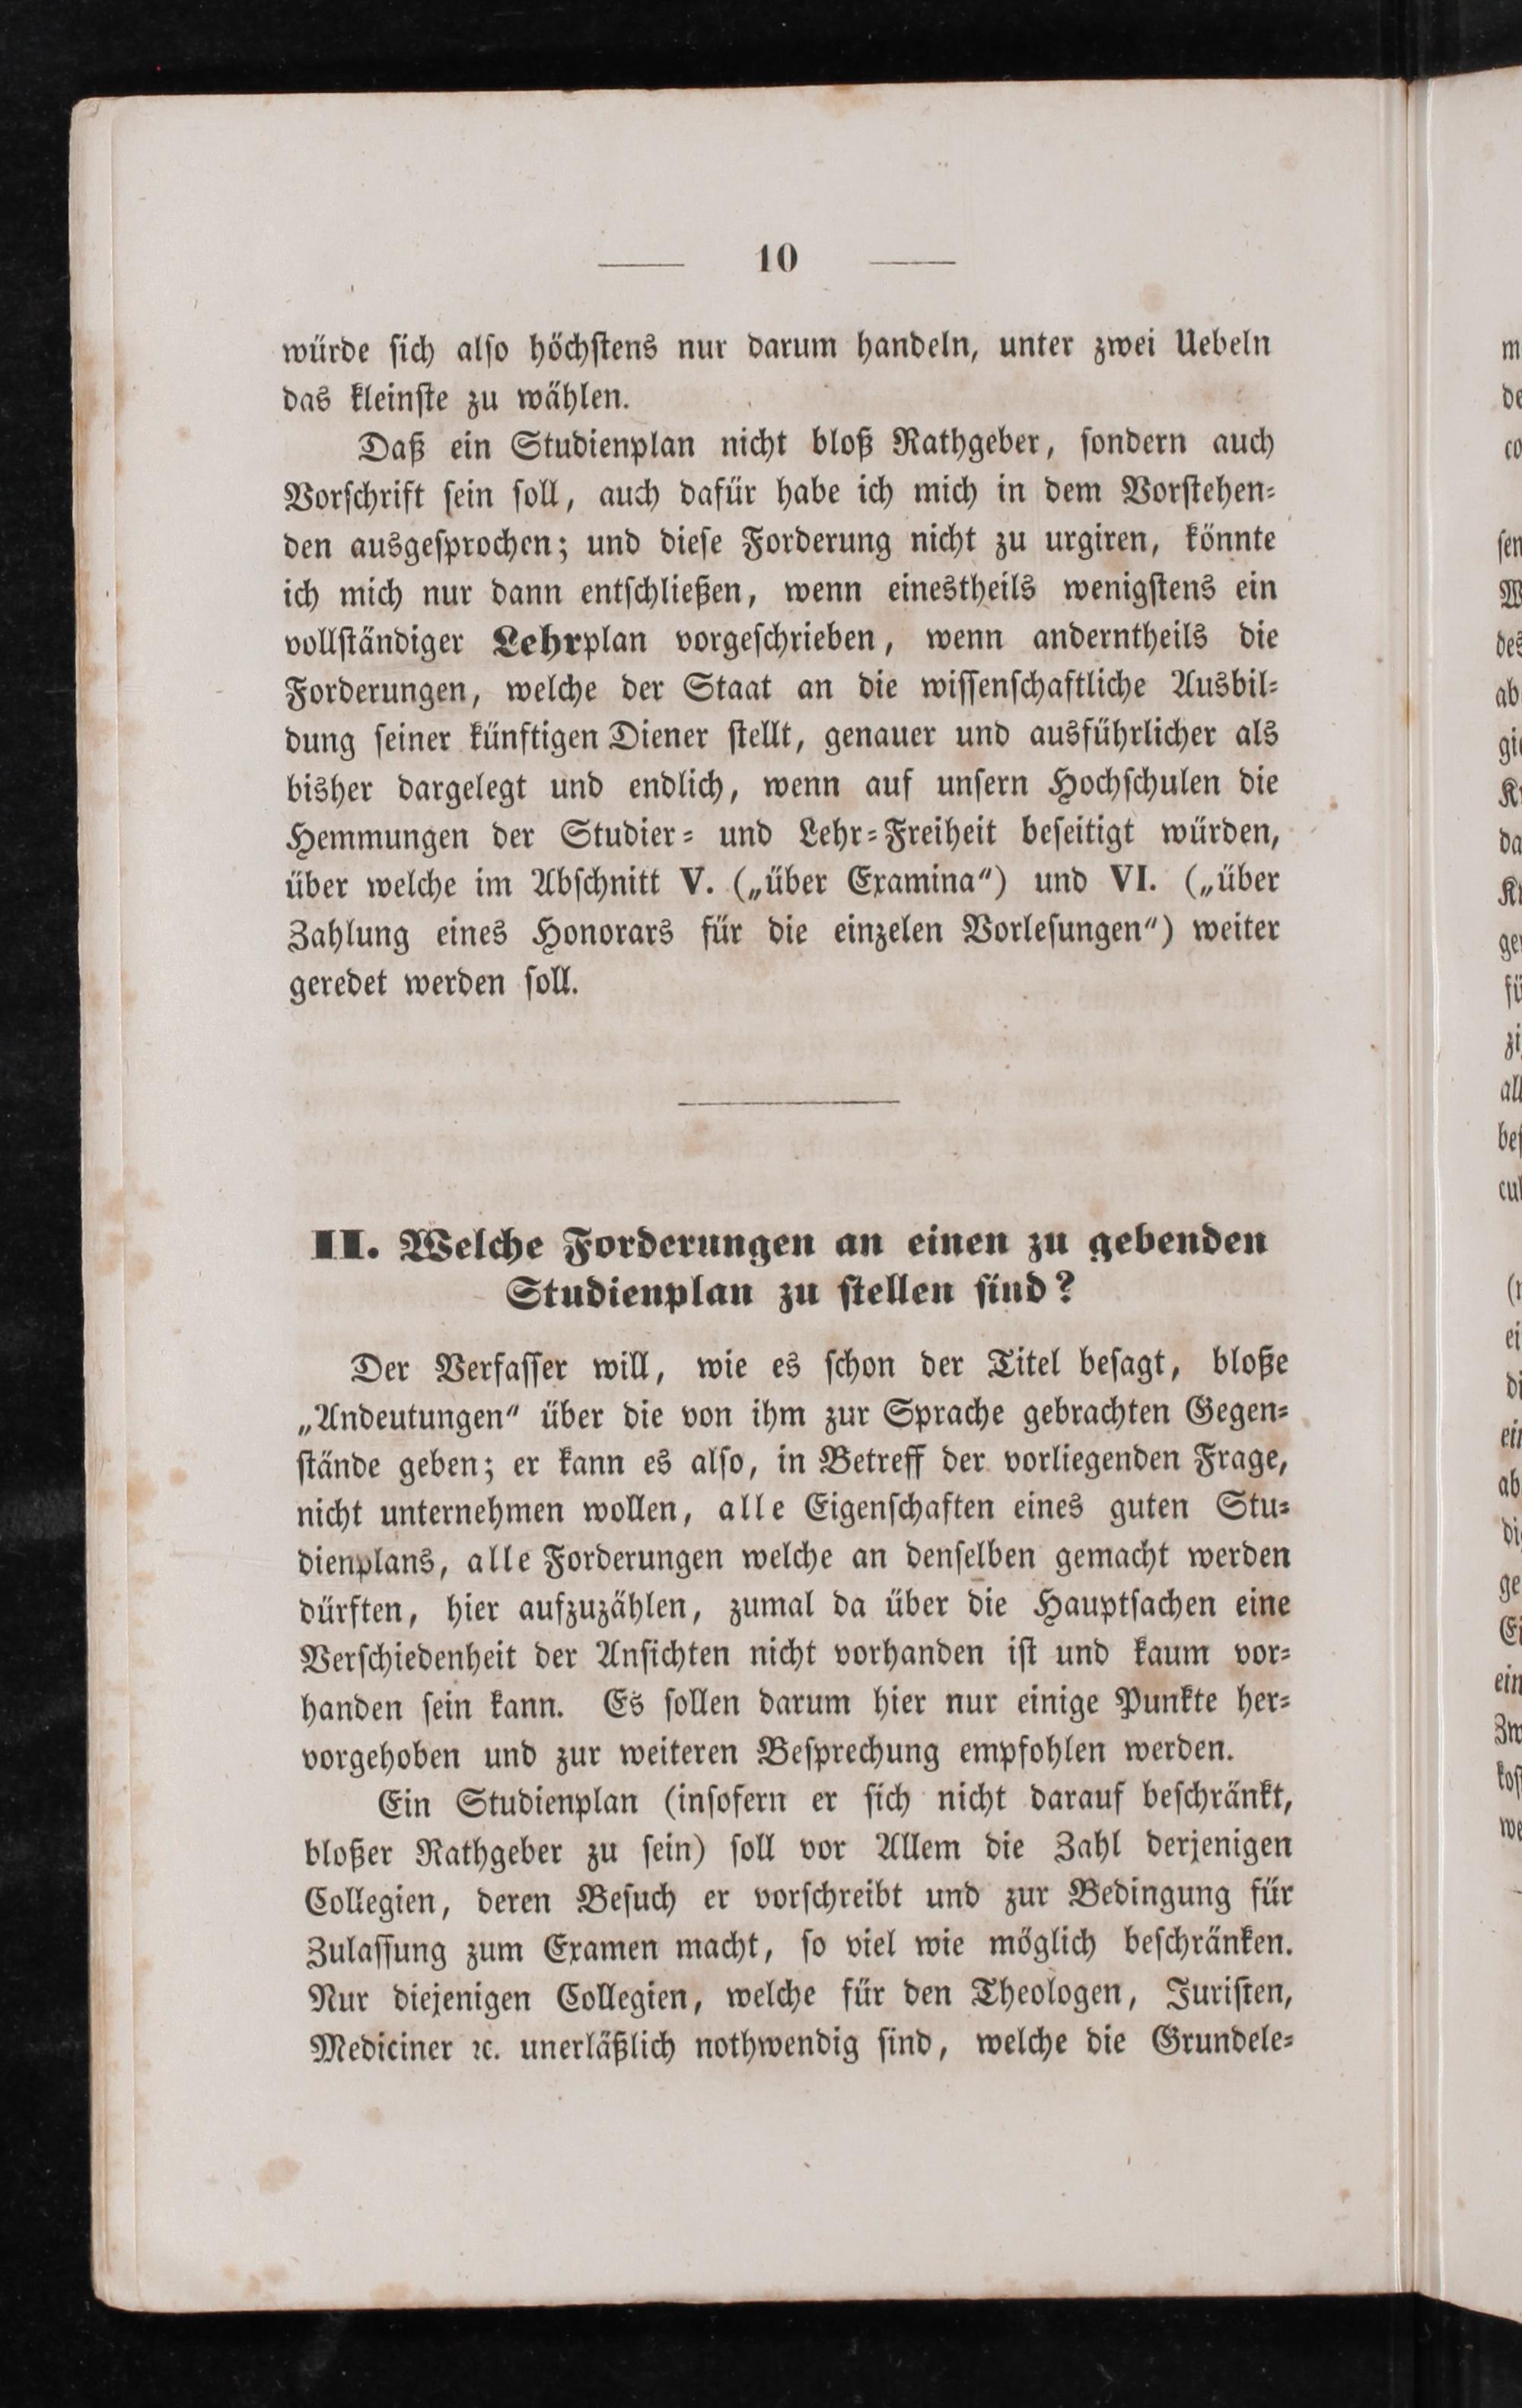 10
würde sich also höchstens nur darum handeln, unter zwei Uebeln
das kleinste zu wählen.
Daß ein Studienplan nicht bloß Rathgeber, sondern auch
Vorschrift sein soll, auch dafür habe ich mich in dem Vorstehen-
den ausgesprochen; und diese Forderung nicht zu urgiren, könnte
ich mich nur dann entschließen, wenn einestheils wenigstens ein
vollständiger Lehrplan vorgeschrieben, wenn anderntheils die
Forderungen, welche der Staat an die wissenschaftliche Ausbil-
dung seiner künftigen Diener stellt, genauer und ausführlicher als
bisher dargelegt und endlich, wenn auf unsern Hochschulen die
Hemmungen der Studier- und Lehr-Freiheit beseitigt würden,
über welche im Abschnitt V. („über Examina“) und VI. („über
Zahlung eines Honorars für die einzelen Vorlesungen“) weiter
geredet werden soll.
II. Welche Forderungen an einen zu gebenden
Studienplan zu stellen sind?
Der Verfasser will, wie es schon der Titel besagt, bloße
„Andeutungen“ über die von ihm zur Sprache gebrachten Gegen-
stände geben; er kann es also, in Betreff der vorliegenden Frage,
nicht unternehmen wollen, alle Eigenschaften eines guten Stu-
dienplans, alle Forderungen welche an denselben gemacht werden
dürften, hier aufzuzählen, zumal da über die Hauptsachen eine
Verschiedenheit der Ansichten nicht vorhanden ist und kaum vor-
handen sein kann. Es sollen darum hier nur einige Punkte her-
vorgehoben und zur weiteren Besprechung empfohlen werden.
Ein Studienplan (insofern er sich nicht darauf beschränkt,
bloßer Rathgeber zu sein) soll vor Allem die Zahl derjenigen
Collegien, deren Besuch er vorschreibt und zur Bedingung für
Zulassung zum Examen macht, so viel wie möglich beschränken.
Nur diejenigen Collegien, welche für den Theologen, Juristen,
Mediciner ꝛc. unerläßlich nothwendig sind, welche die Grundele-